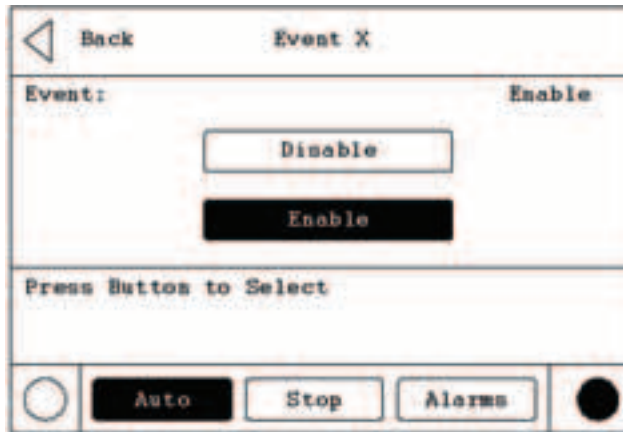 Back Event X
Event: Enable
Disable
Enable
Press Button to Select
Auto Stop Alarms